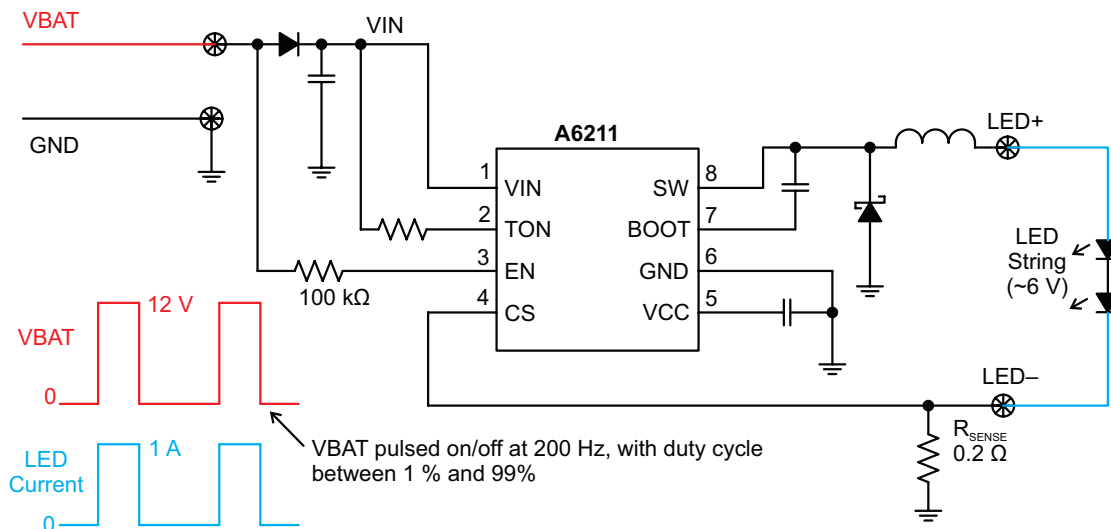 VBAT
VIN
GND
A6211
1
VIN
2
TON
3
EN
4
CS
SW
8
BOOT
7
GND
6
VCC
5
100 kΩ
LED+
LED
String
(~6 V)
LED–
RSENSE
0.2 Ω
12 V
VBAT
0
VBAT pulsed on/off at 200 Hz, with duty cycle
between 1 % and 99%
1 A
LED
Current
0